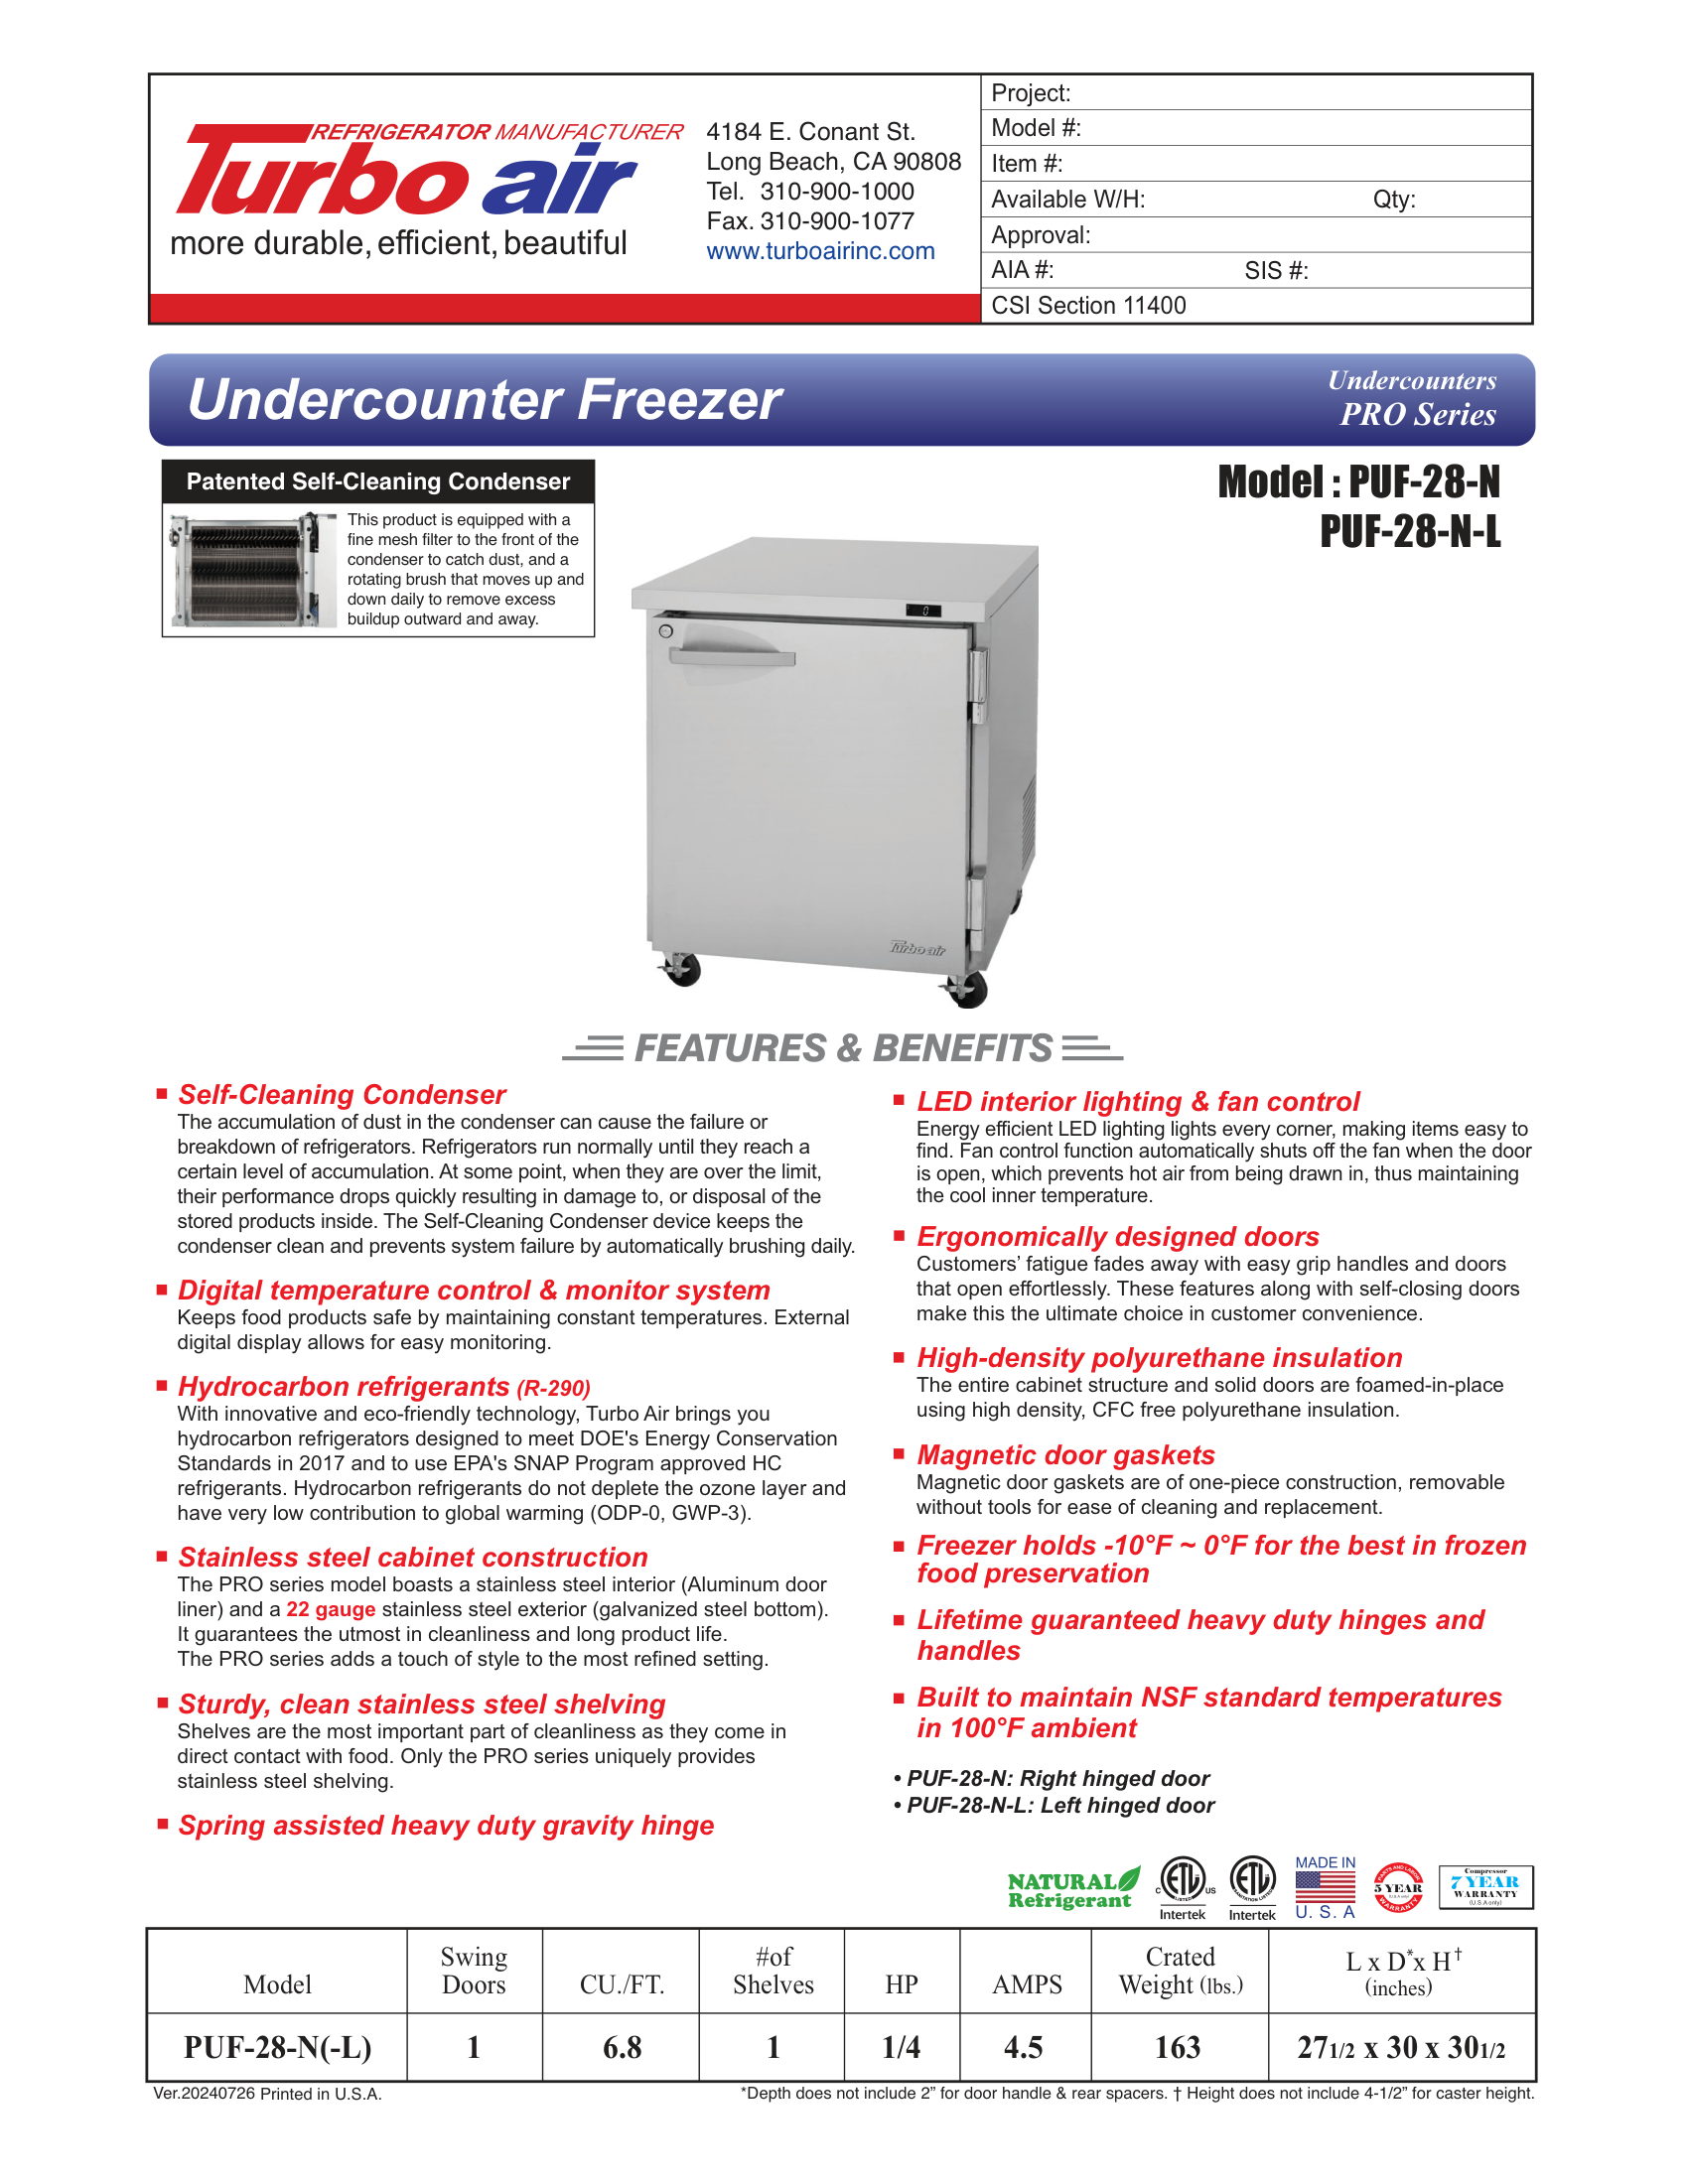 REFRIGERATOR MANUFACTURER
Turbo air
more durable, efficient, beautiful
4184 E. Conant St.
Long Beach, CA 90808
Tel. 310-900-1000
Fax. 310-900-1077
www.turboairinc.com
Project:
Model #:
Item #:
Available W/H: Qty:
Approval:
AIA #: SIS #:
CSI Section 11400
Undercounter Freezer
Undercounters
PRO Series
Patented Self-Cleaning Condenser
This product is equipped with a
fine mesh filter to the front of the
condenser to catch dust, and a
rotating brush that moves up and
down daily to remove excess
buildup outward and away.
Model : PUF-28-N
PUF-28-N-L
0
Turbo air
FEATURES & BENEFITS
■ Self-Cleaning Condenser
The accumulation of dust in the condenser can cause the failure or
breakdown of refrigerators. Refrigerators run normally until they reach a
certain level of accumulation. At some point, when they are over the limit,
their performance drops quickly resulting in damage to, or disposal of the
stored products inside. The Self-Cleaning Condenser device keeps the
condenser clean and prevents system failure by automatically brushing daily.
■ Digital temperature control & monitor system
Keeps food products safe by maintaining constant temperatures. External
digital display allows for easy monitoring.
■ Hydrocarbon refrigerants (R-290)
With innovative and eco-friendly technology, Turbo Air brings you
hydrocarbon refrigerators designed to meet DOE's Energy Conservation
Standards in 2017 and to use EPA's SNAP Program approved HC
refrigerants. Hydrocarbon refrigerants do not deplete the ozone layer and
have very low contribution to global warming (ODP-0, GWP-3).
■ Stainless steel cabinet construction
The PRO series model boasts a stainless steel interior (Aluminum door
liner) and a 22 gauge stainless steel exterior (galvanized steel bottom).
It guarantees the utmost in cleanliness and long product life.
The PRO series adds a touch of style to the most refined setting.
■ Sturdy, clean stainless steel shelving
Shelves are the most important part of cleanliness as they come in
direct contact with food. Only the PRO series uniquely provides
stainless steel shelving.
■ Spring assisted heavy duty gravity hinge
■ LED interior lighting & fan control
Energy efficient LED lighting lights every corner, making items easy to
find. Fan control function automatically shuts off the fan when the door
is open, which prevents hot air from being drawn in, thus maintaining
the cool inner temperature.
■ Ergonomically designed doors
Customers’ fatigue fades away with easy grip handles and doors
that open effortlessly. These features along with self-closing doors
make this the ultimate choice in customer convenience.
■ High-density polyurethane insulation
The entire cabinet structure and solid doors are foamed-in-place
using high density, CFC free polyurethane insulation.
■ Magnetic door gaskets
Magnetic door gaskets are of one-piece construction, removable
without tools for ease of cleaning and replacement.
■ Freezer holds -10°F ~ 0°F for the best in frozen
food preservation
■ Lifetime guaranteed heavy duty hinges and
handles
■ Built to maintain NSF standard temperatures
in 100°F ambient
• PUF-28-N: Right hinged door
• PUF-28-N-L: Left hinged door
NATURAL
Refrigerant
C ETL US LISTED
Intertek
ETL SANITATION LISTED
Intertek
MADE IN
U. S. A
PARTS AND LABOR
5 YEAR
(U.S.A only)
WARRANTY
Compressor
7 YEAR
WARRANTY
(U.S.A only)
Model Swing Doors CU./FT. #of Shelves HP AMPS Crated Weight (lbs.) L x D* x H† (inches)
PUF-28-N(-L) 1 6.8 1 1/4 4.5 163 27 1/2 x 30 x 30 1/2
Ver.20240726 Printed in U.S.A.
*Depth does not include 2” for door handle & rear spacers. † Height does not include 4-1/2” for caster height.